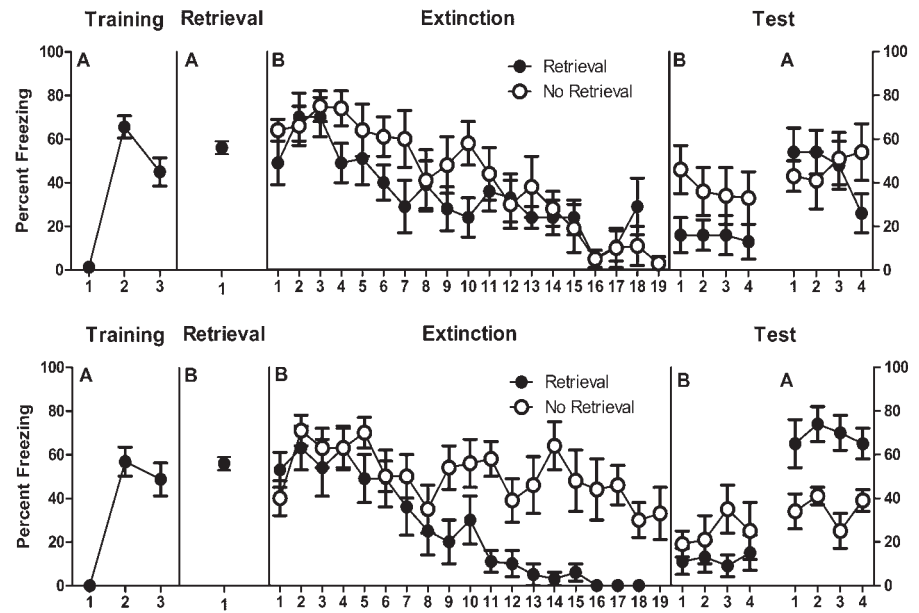 Training Retrieval Extinction Test
100 A A B B A 100
Retrieval
No Retrieval
80 80
60 60
40 40
20 20
0 0
Percent Freezing
1 2 3 1 1 2 3 4 5 6 7 8 9 10 11 12 13 14 15 16 17 18 19 1 2 3 4 1 2 3 4
Training Retrieval Extinction Test
100 A B B B A 100
Retrieval
No Retrieval
80 80
60 60
40 40
20 20
0 0
Percent Freezing
1 2 3 1 1 2 3 4 5 6 7 8 9 10 11 12 13 14 15 16 17 18 19 1 2 3 4 1 2 3 4